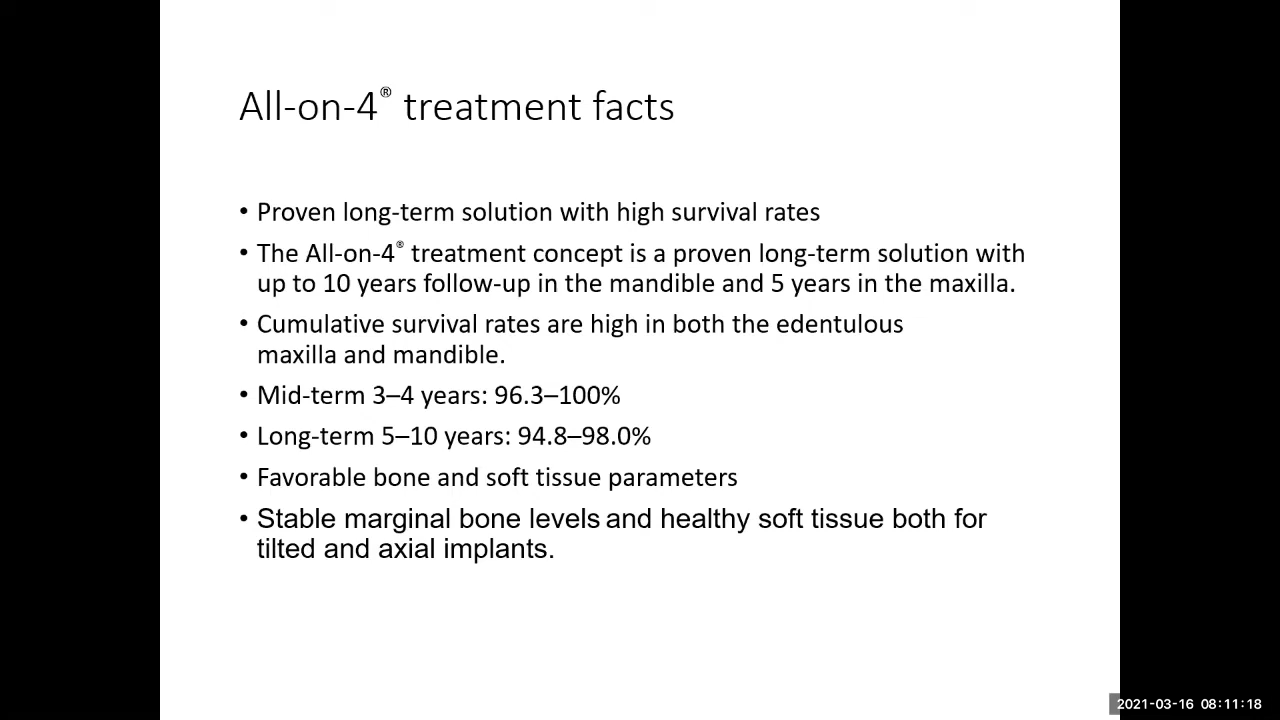 All-on-4® treatment facts
• Proven long-term solution with high survival rates
• The All-on-4® treatment concept is a proven long-term solution with
up to 10 years follow-up in the mandible and 5 years in the maxilla.
• Cumulative survival rates are high in both the edentulous
maxilla and mandible.
• Mid-term 3–4 years: 96.3–100%
• Long-term 5–10 years: 94.8–98.0%
• Favorable bone and soft tissue parameters
• Stable marginal bone levels and healthy soft tissue both for
tilted and axial implants.
2021-03-16 08:11:18